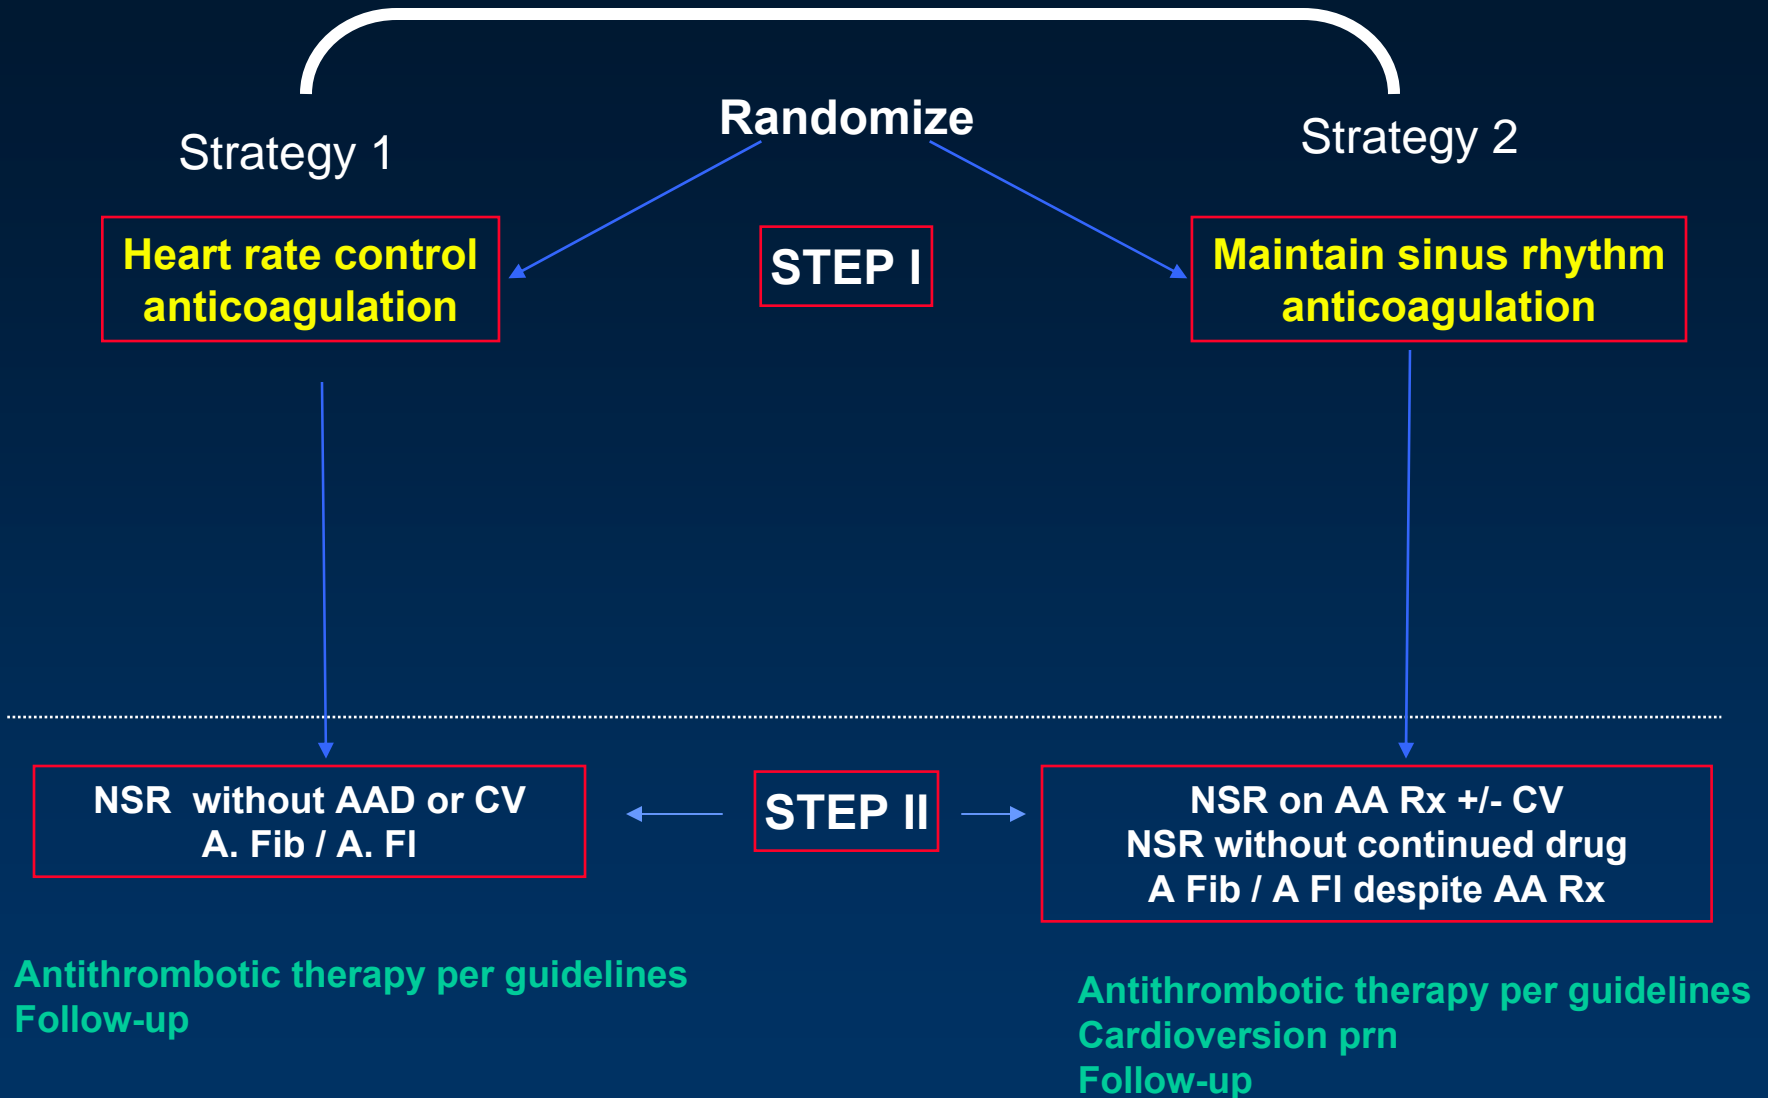 Randomize
Strategy 1
Strategy 2
Heart rate control
anticoagulation
STEP I
Maintain sinus rhythm
anticoagulation
NSR  without AAD or CV
A. Fib / A. Fl
STEP II
NSR on AA Rx +/- CV
NSR without continued drug
A Fib / A Fl despite AA Rx
Antithrombotic therapy per guidelines
Follow-up
Antithrombotic therapy per guidelines
Cardioversion prn
Follow-up